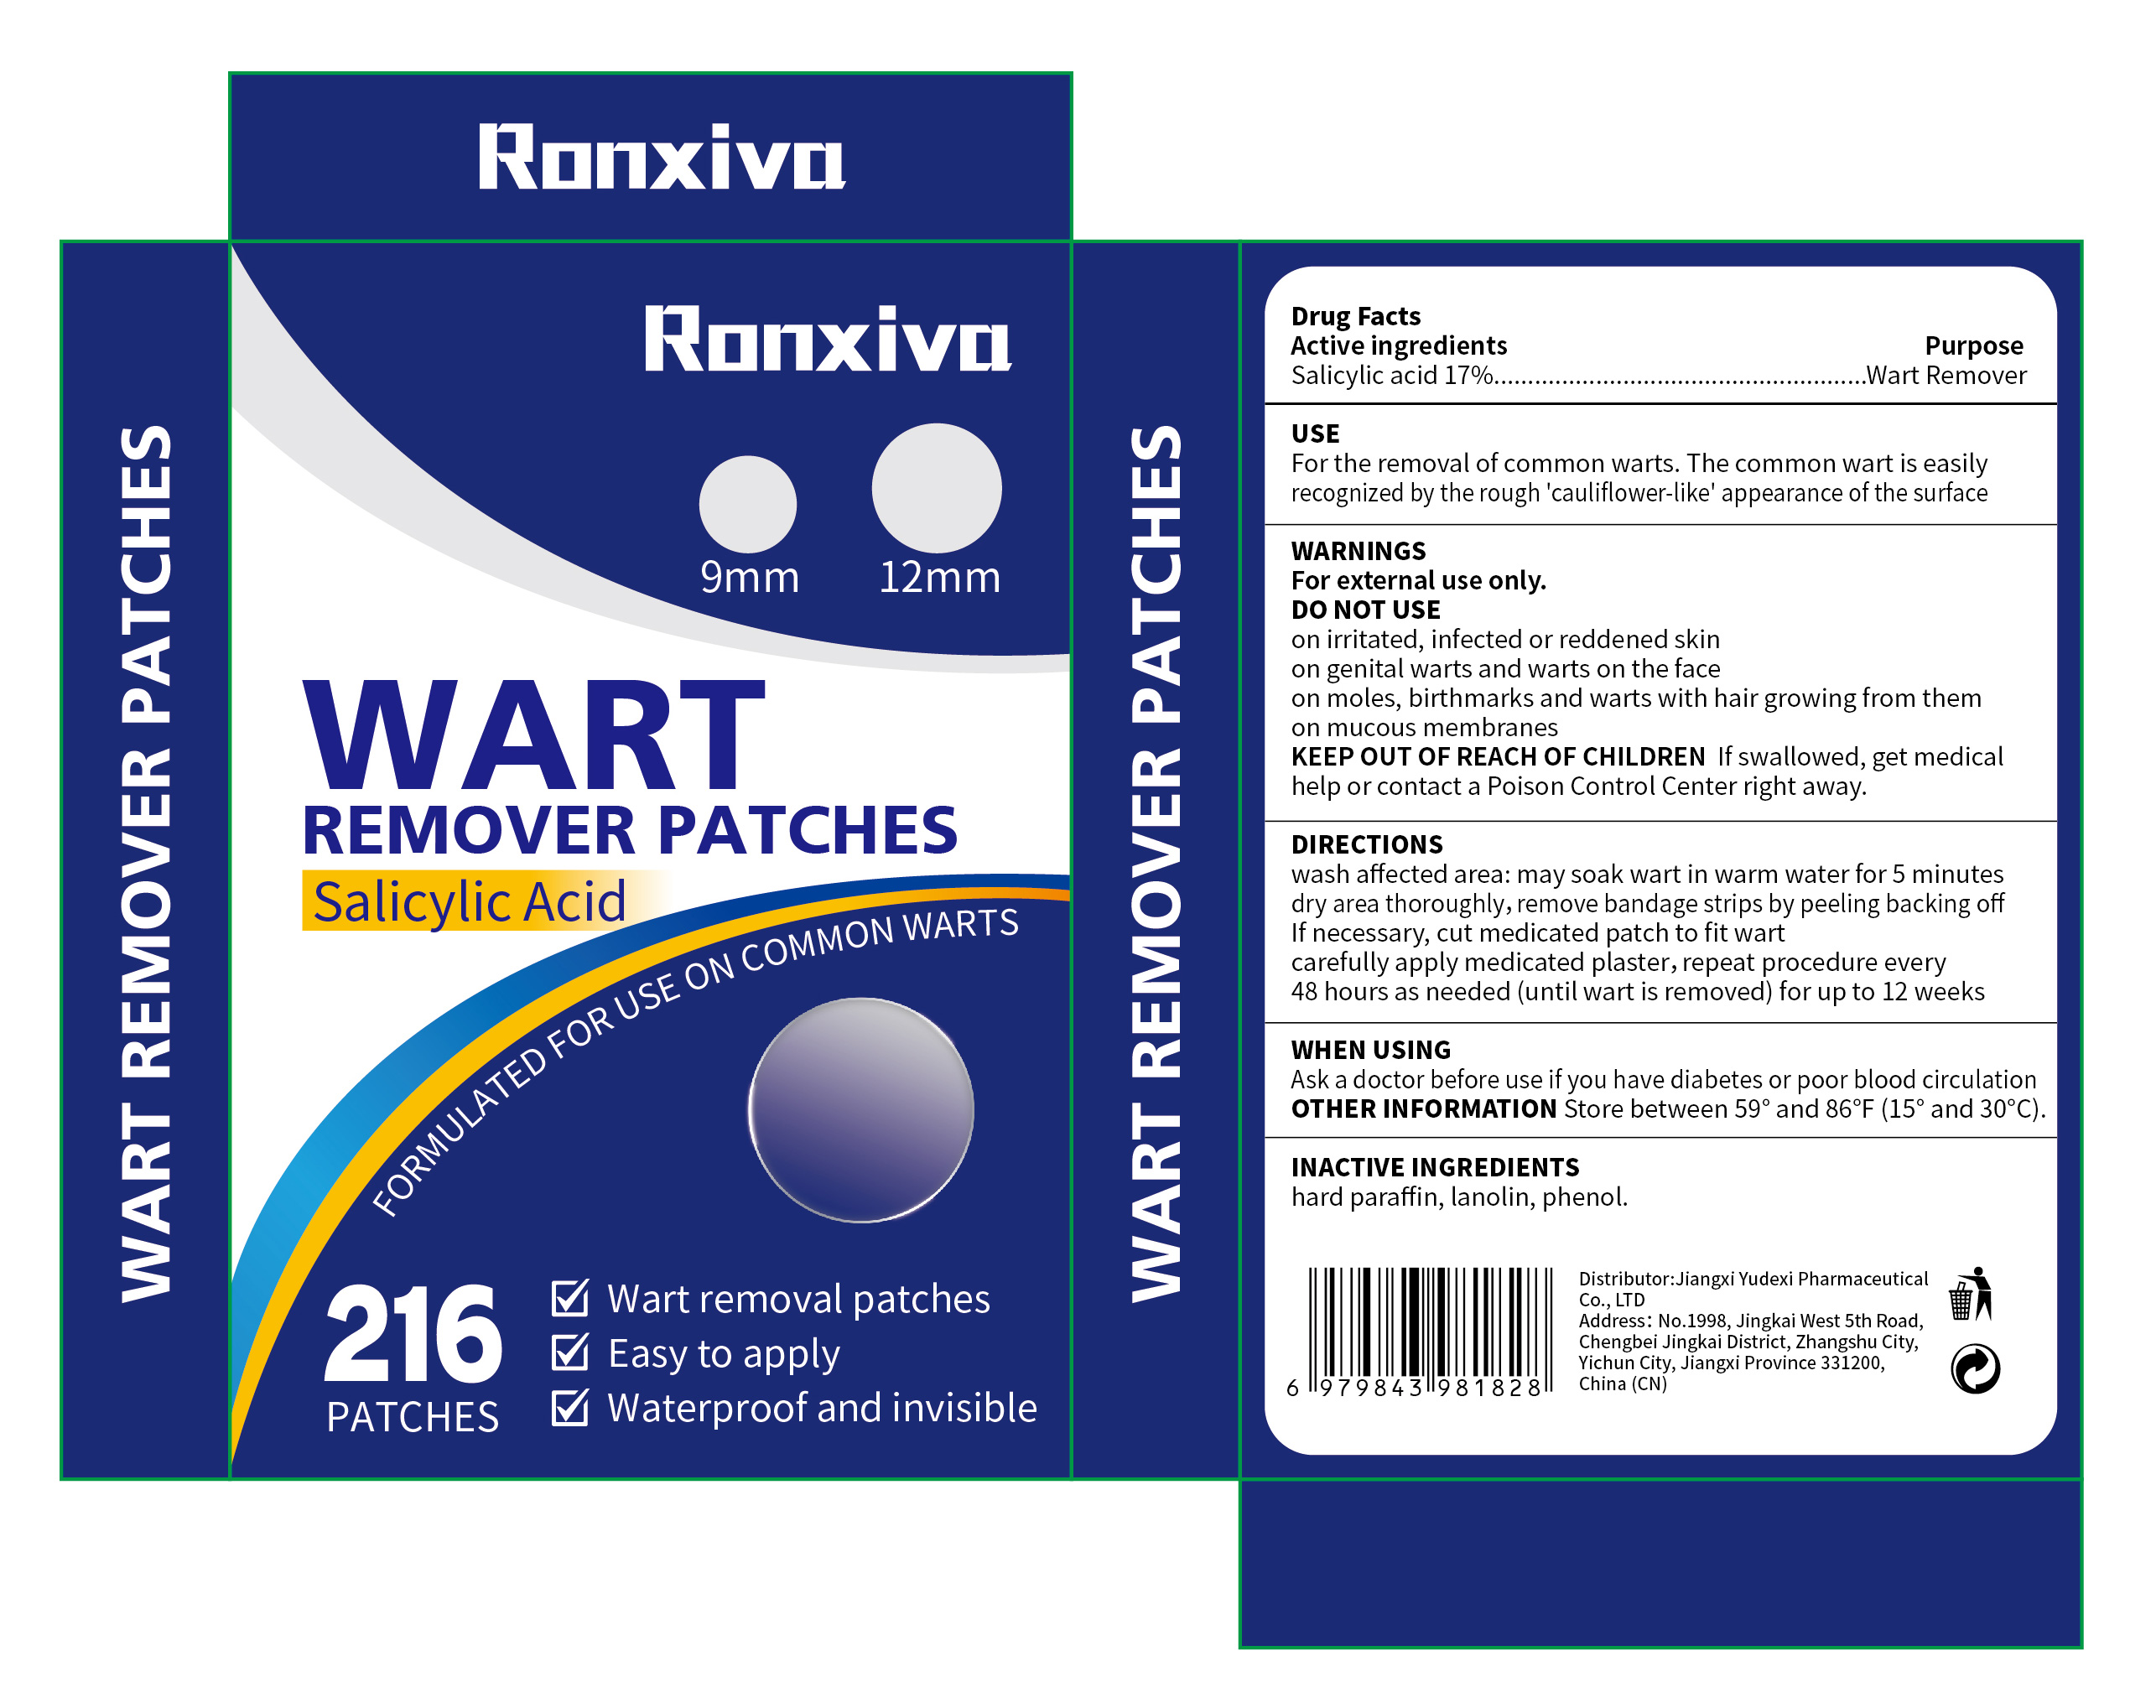 Ronxiva
WART REMOVER PATCHES
Ronxiva
9mm
12mm
WART
REMOVER PATCHES
Salicylic Acid
FORMULATED FOR USE ON COMMON WARTS
216
PATCHES
Wart removal patches
Easy to apply
Waterproof and invisible
WART REMOVER PATCHES
Drug Facts
Active ingredients Purpose
Salicylic acid 17%.......................................................Wart Remover
USE
For the removal of common warts. The common wart is easily
recognized by the rough 'cauliflower-like' appearance of the surface
WARNINGS
For external use only.
DO NOT USE
on irritated, infected or reddened skin
on genital warts and warts on the face
on moles, birthmarks and warts with hair growing from them
on mucous membranes
KEEP OUT OF REACH OF CHILDREN If swallowed, get medical
help or contact a Poison Control Center right away.
DIRECTIONS
wash affected area: may soak wart in warm water for 5 minutes
dry area thoroughly, remove bandage strips by peeling backing off
If necessary, cut medicated patch to fit wart
carefully apply medicated plaster, repeat procedure every
48 hours as needed (until wart is removed) for up to 12 weeks
WHEN USING
Ask a doctor before use if you have diabetes or poor blood circulation
OTHER INFORMATION Store between 59° and 86°F (15° and 30°C).
INACTIVE INGREDIENTS
hard paraffin, lanolin, phenol.
6 979843 981828
Distributor:Jiangxi Yudexi Pharmaceutical
Co., LTD
Address: No.1998, Jingkai West 5th Road,
Chengbei Jingkai District, Zhangshu City,
Yichun City, Jiangxi Province 331200,
China (CN)